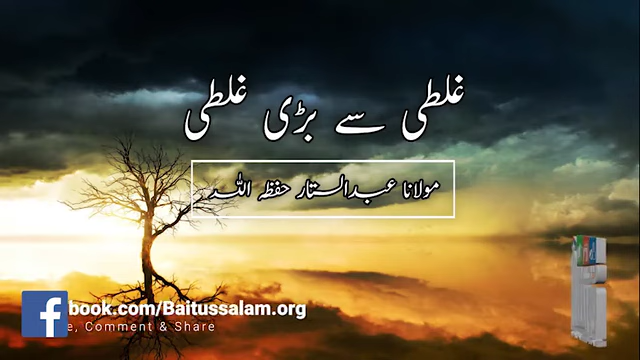 غلطی سے بڑی غلطی
مولانا عبدالستار حفظہ اللہ
book.com/Baitussalam.org
e, Comment & Share